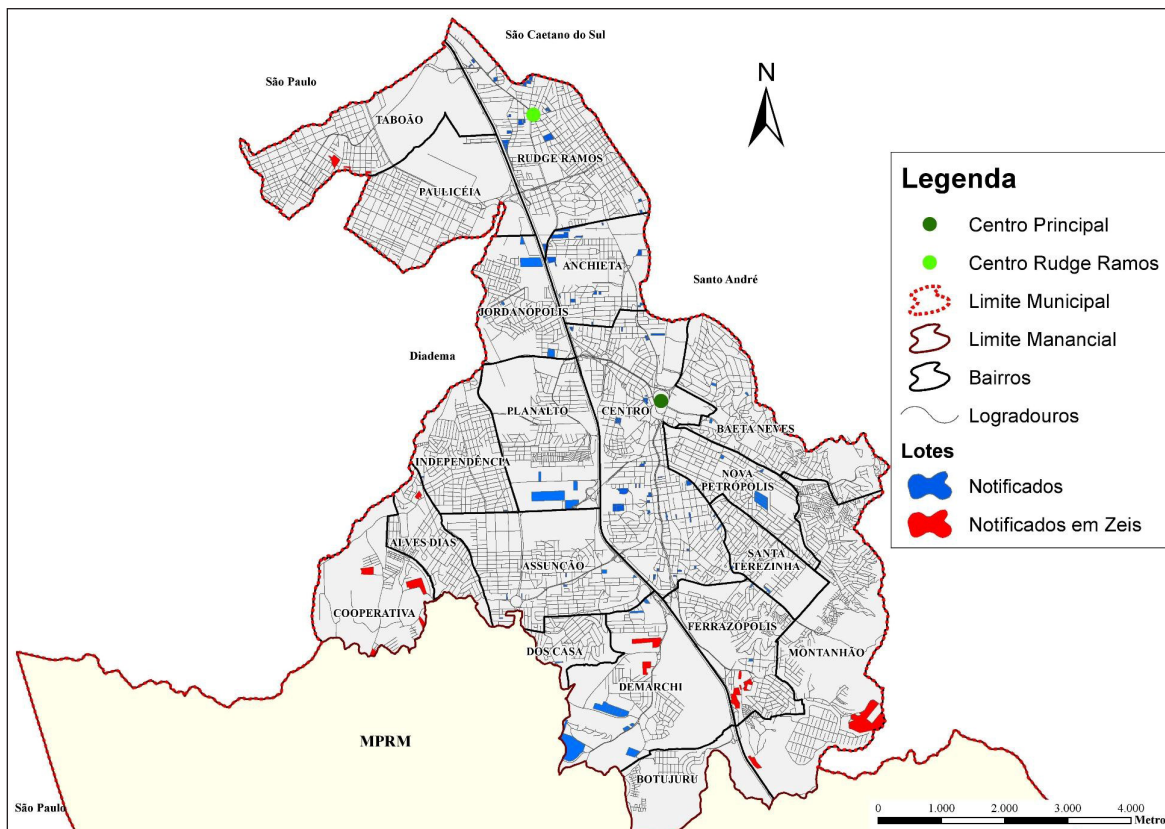 São Caetano do Sul
São Paulo
N
TABOÃO
RUDGE RAMOS
PAULICÉIA
ANCHIETA
Santo André
JORDANÓPOLIS
Diadema
PLANALTO
CENTRO
BAETA NEVES
INDEPENDÊNCIA
NOVA
PETRÓPOLIS
ALVES DIAS
ASSUNÇÃO
SANTA
TEREZINHA
COOPERATIVA
FERRAZÓPOLIS
DOS CASA
MONTANHÃO
DEMARCHI
MPRM
BOTUJURU
São Paulo
Legenda
Centro Principal
Centro Rudge Ramos
Limite Municipal
Limite Manancial
Bairros
Logradouros
Lotes
Notificados
Notificados em Zeis
0 1.000 2.000 3.000 4.000
Metro